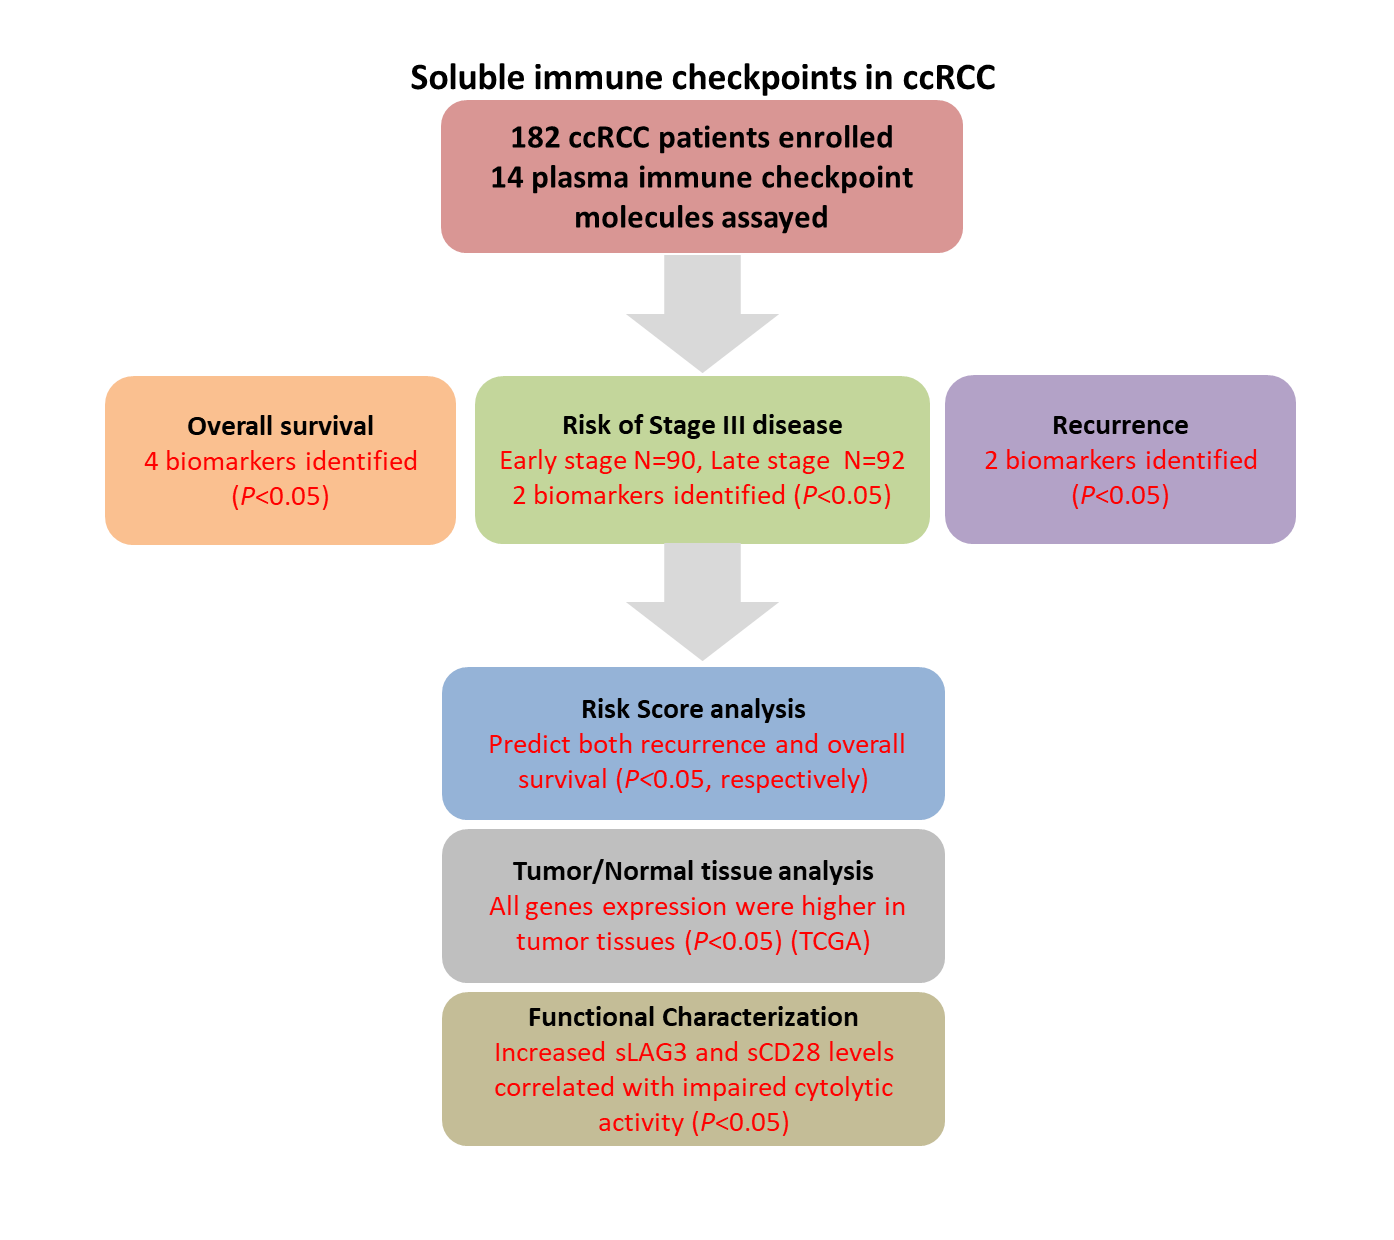 Soluble immune checkpoints in ccRCC
182 ccRCC patients enrolled
14 plasma immune checkpoint
molecules assayed
Overall survival
4 biomarkers identified
(P<0.05)
Risk of Stage III disease
Early stage N=90, Late stage N=92
2 biomarkers identified (P<0.05)
Recurrence
2 biomarkers identified
(P<0.05)
Risk Score analysis
Predict both recurrence and overall
survival (P<0.05, respectively)
Tumor/Normal tissue analysis
All genes expression were higher in
tumor tissues (P<0.05) (TCGA)
Functional Characterization
Increased sLAG3 and sCD28 levels
correlated with impaired cytolytic
activity (P<0.05)